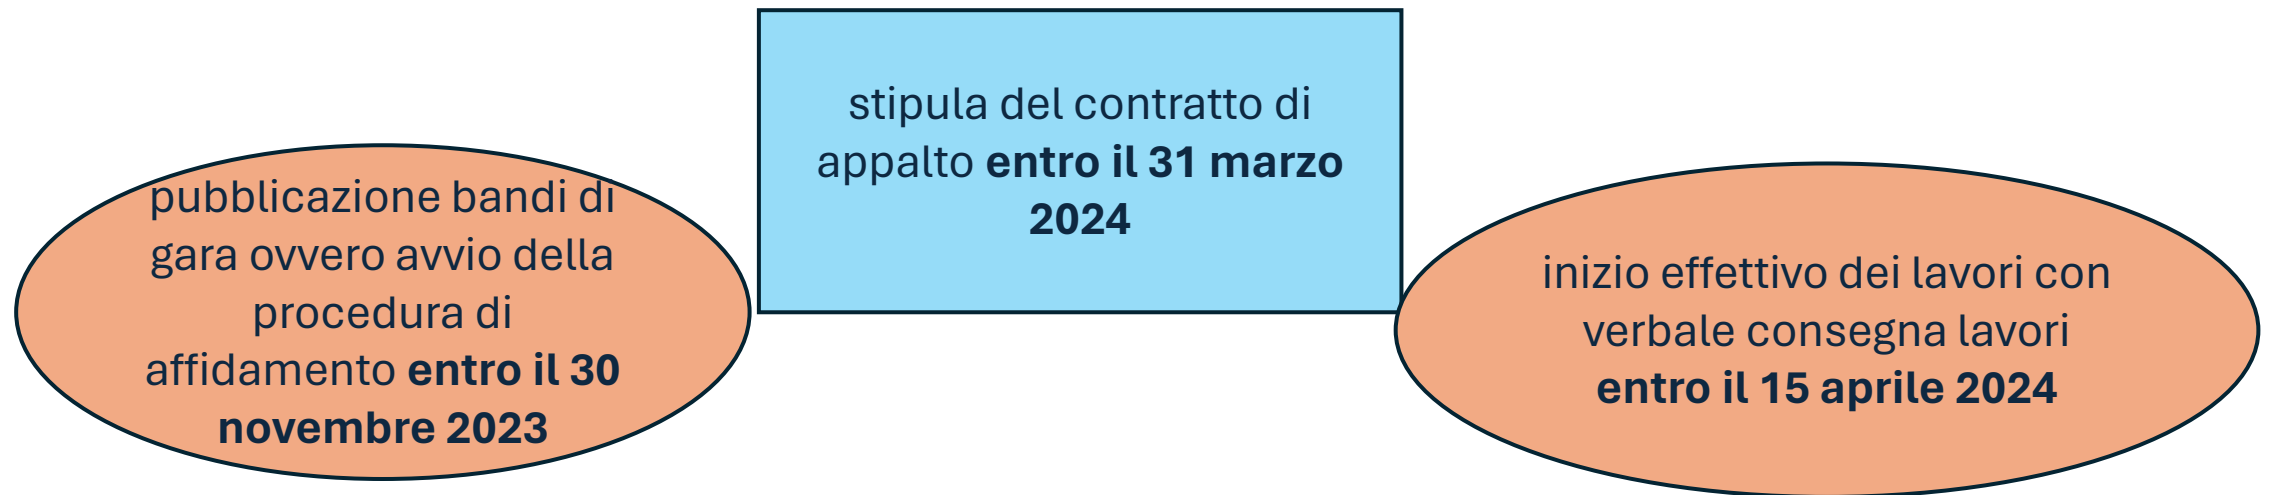 pubblicazione bandi di
gara ovvero avvio della
procedura di
affidamento entro il 30
novembre 2023
stipula del contratto di
appalto entro il 31 marzo
2024
inizio effettivo dei lavori con
verbale consegna lavori
entro il 15 aprile 2024